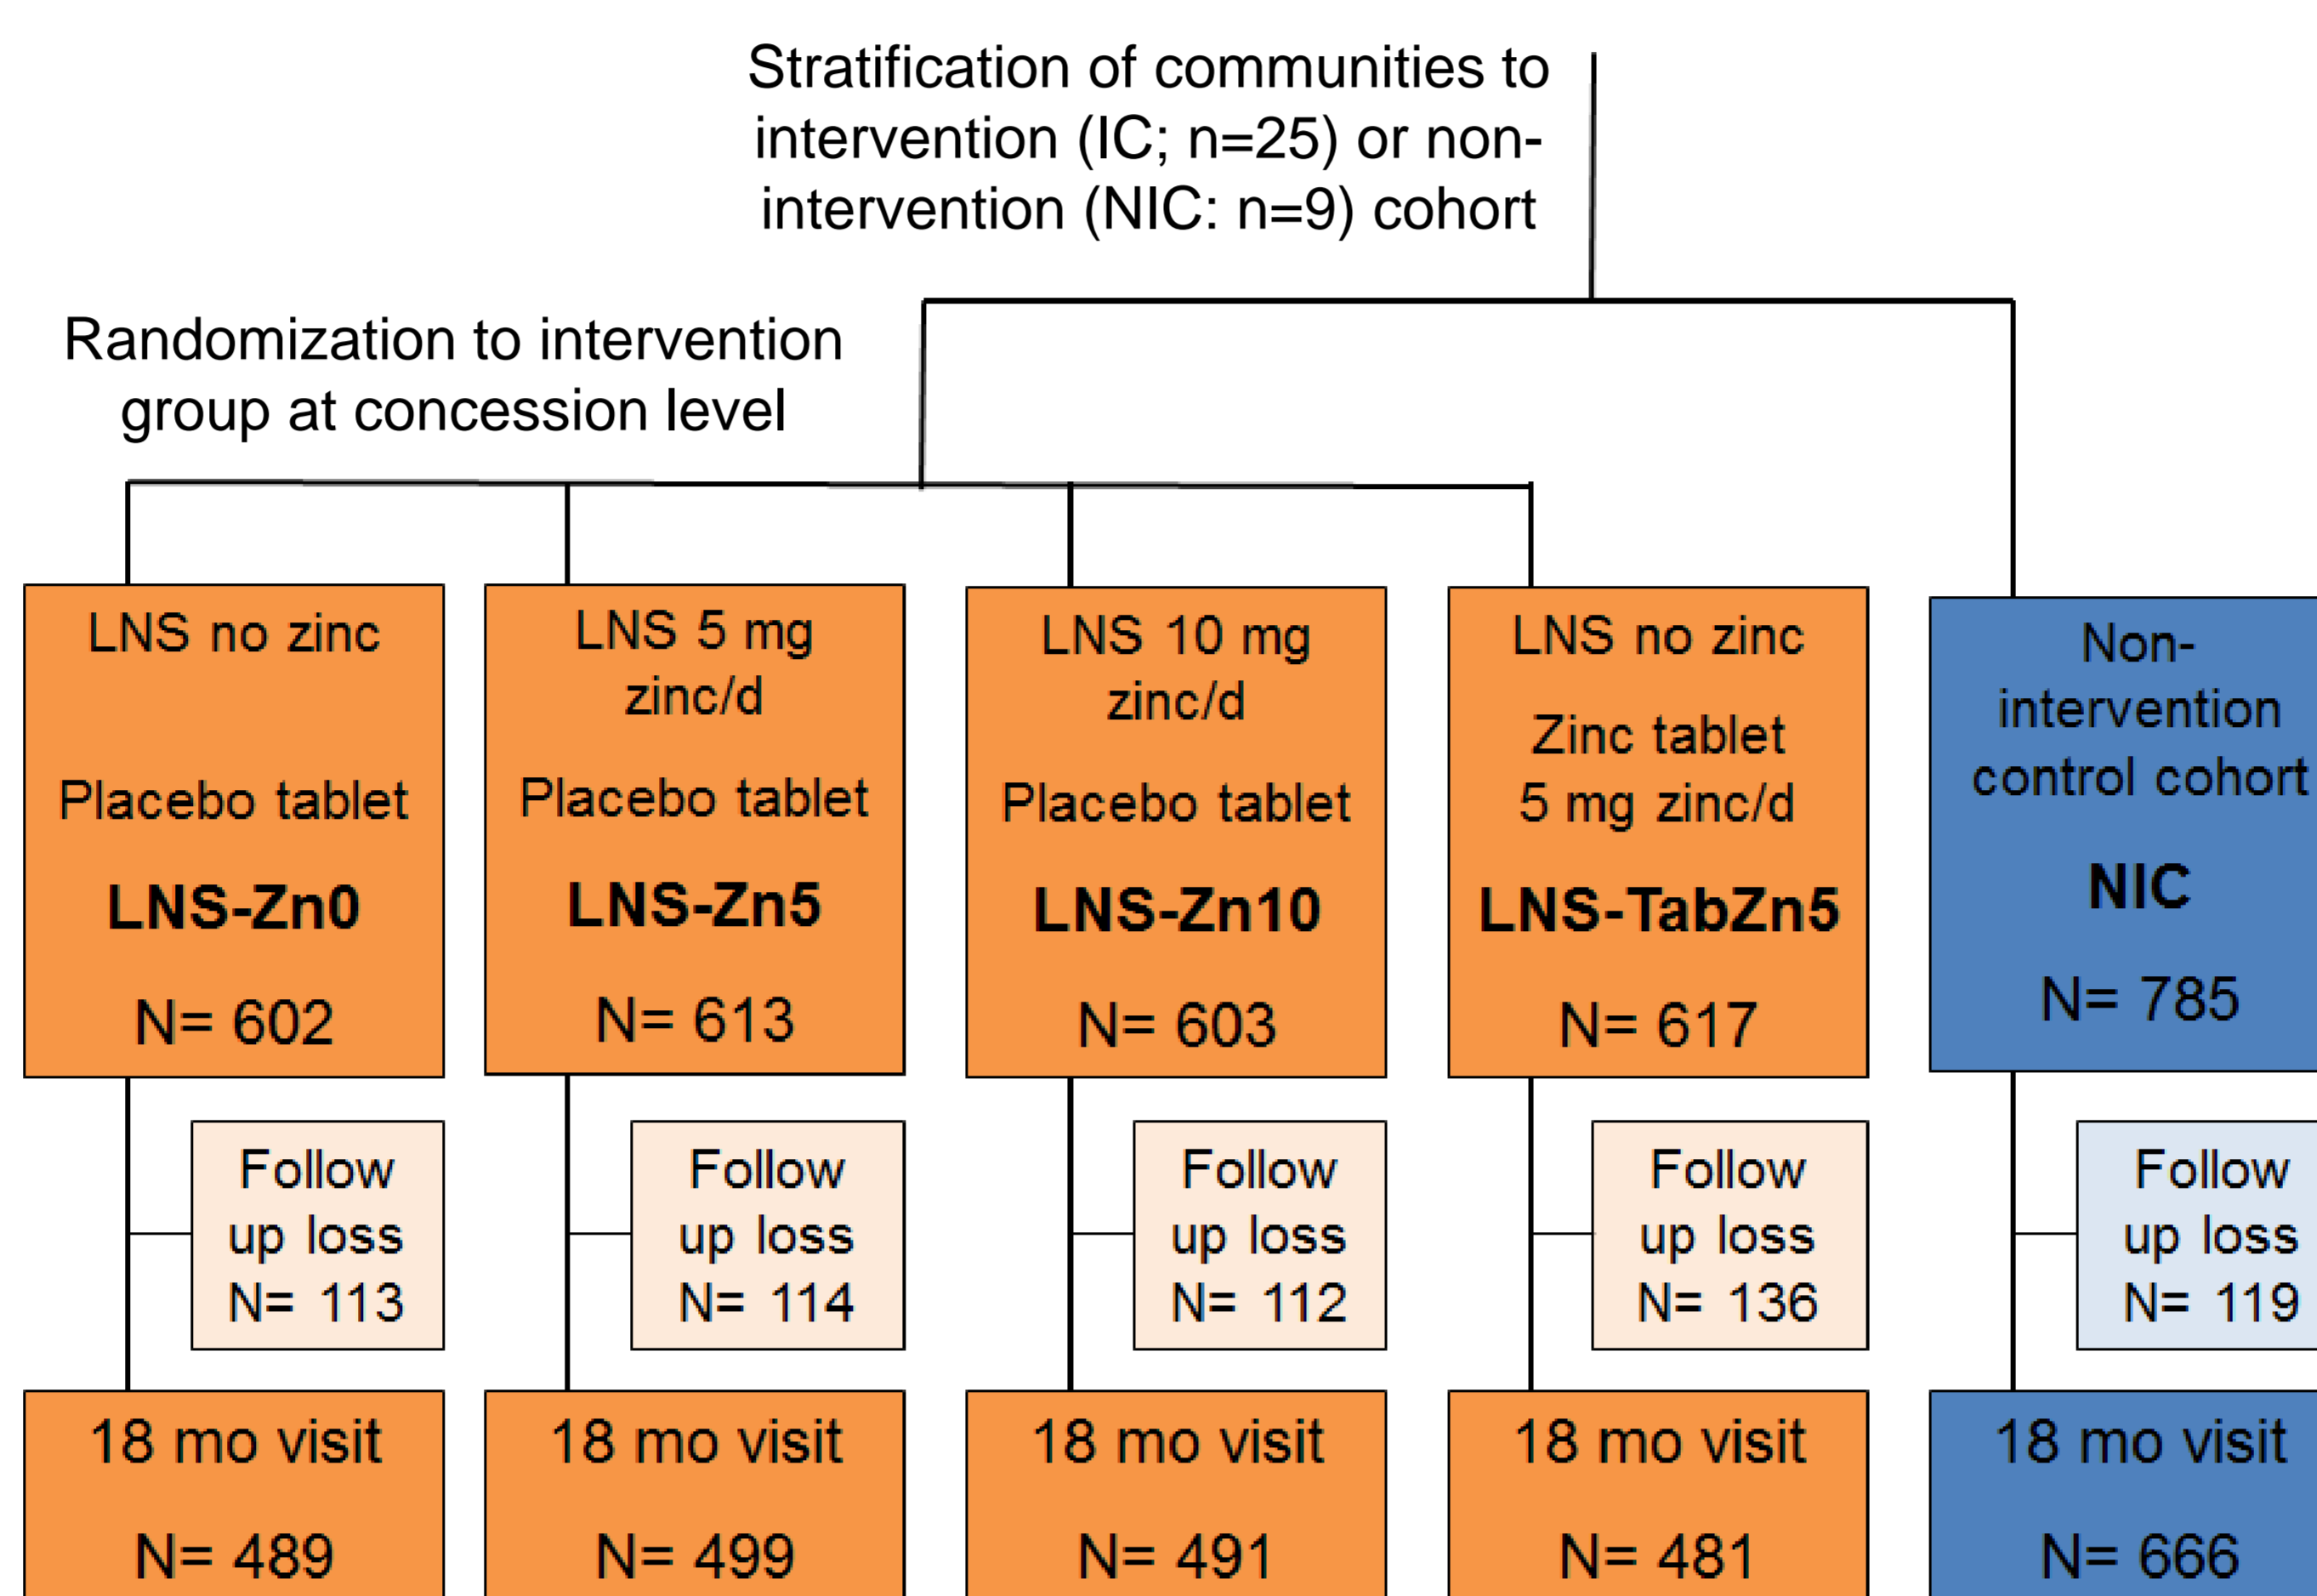 Stratification of communities to
intervention (IC; n=25) or non-
intervention (NIC: n=9) cohort
Randomization to intervention
group at concession level
LNS no zinc
Placebo tablet
LNS-Zn0
N= 602
LNS 5 mg
zinc/d
Placebo tablet
LNS-Zn5
N= 613
LNS 10 mg
zinc/d
Placebo tablet
LNS-Zn10
N= 603
LNS no zinc
Zinc tablet
5 mg zinc/d
LNS-TabZn5
N= 617
Non-
intervention
control cohort
NIC
N= 785
Follow
up loss
N= 113
Follow
up loss
N= 114
Follow
up loss
N= 112
Follow
up loss
N= 136
Follow
up loss
N= 119
18 mo visit
N= 489
18 mo visit
N= 499
18 mo visit
N= 491
18 mo visit
N= 481
18 mo visit
N= 666